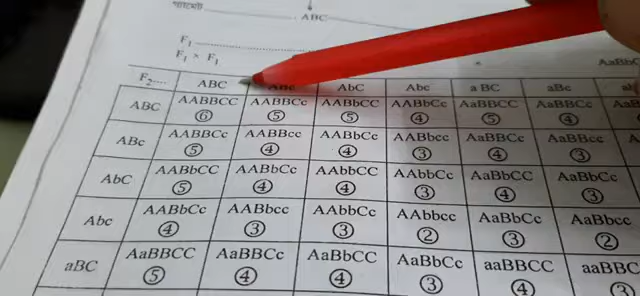 গ্যামেট ............ ABC
F₁ ............
F₁ × F₁
AaBbC
F₂.... ABC ABc AbC Abc a BC aBc
ABC AABBCC AABBCc AABbCC AABbCc AaBBCC AaBBCc
⑥ ⑤ ⑤ ④ ⑤ ④
ABc AABBCc AABBcc AABbCc AABbcc AaBBCc AaBBcc
⑤ ④ ④ ③ ④ ③
AbC AABbCC AABbCc AAbbCC AAbbCc AaBbCC AaBbCc
⑤ ④ ④ ③ ④ ③
Abc AABbCc AABbcc AAbbCc AAbbcc AaBbCc AaBbcc
④ ③ ③ ② ③ ②
aBC AaBBCC AaBBCc AaBbCC AaBbCc aaBBCC aaBBC
⑤ ④ ④ ③ ④ ③